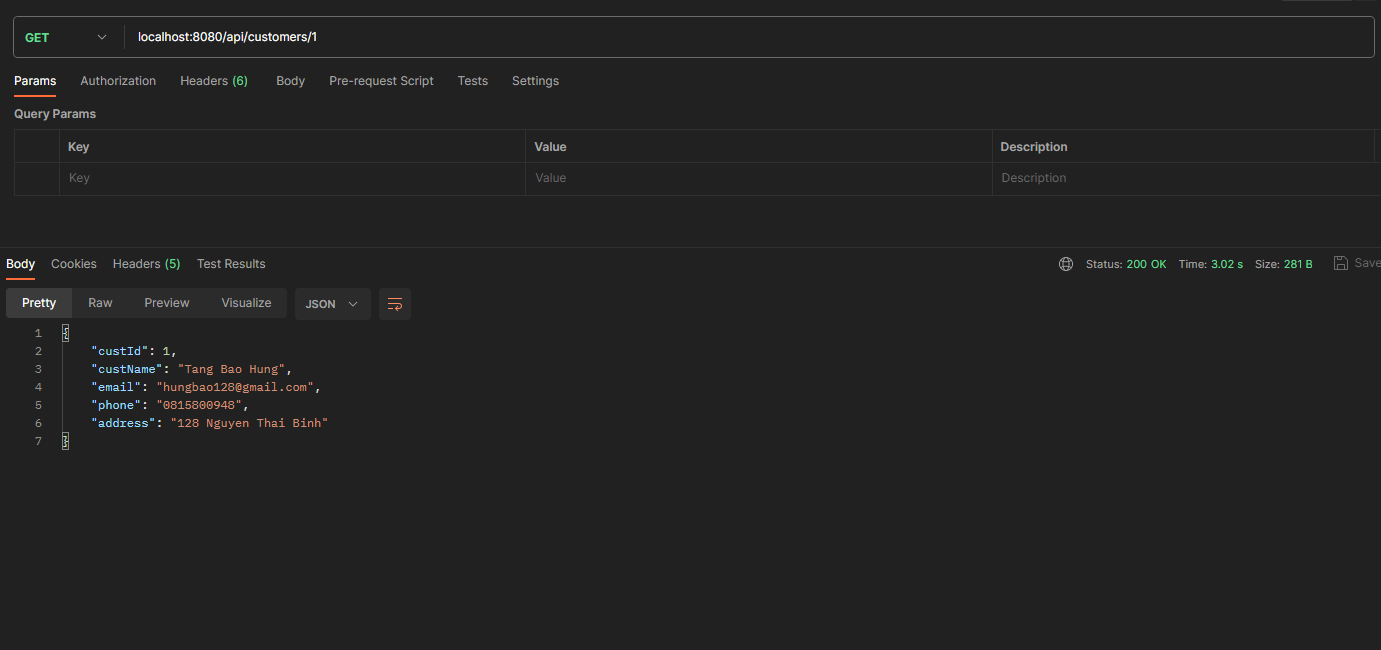 GET localhost:8080/api/customers/1
Params Authorization Headers (6) Body Pre-request Script Tests Settings
Query Params
Key Value Description
Key Value Description
Body Cookies Headers (5) Test Results Status: 200 OK Time: 3.02 s Size: 281 B Save
Pretty Raw Preview Visualize JSON
1 {
2 "custId": 1,
3 "custName": "Tang Bao Hung",
4 "email": "hungbao128@gmail.com",
5 "phone": "0815800948",
6 "address": "128 Nguyen Thai Binh"
7 }